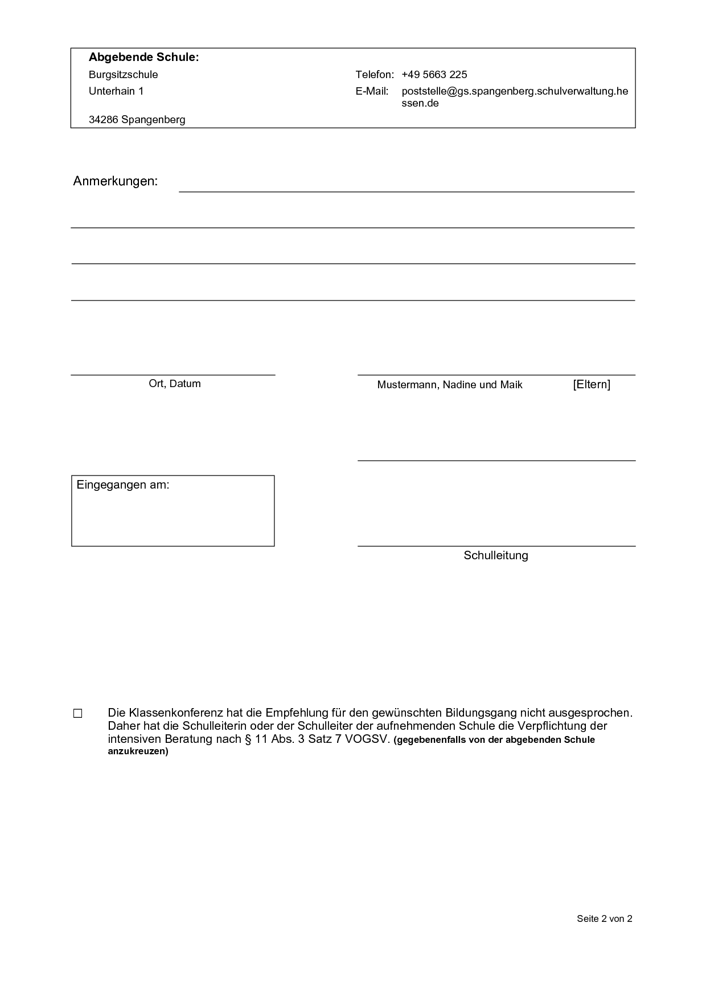 Abgebende Schule:
Burgsitzschule Telefon: +49 5663 225
Unterhain 1 E-Mail: poststelle@gs.spangenberg.schulverwaltung.he
ssen.de
34286 Spangenberg
Anmerkungen:
Ort, Datum Mustermann, Nadine und Maik [Eltern]
Eingegangen am:
Schulleitung
☐ Die Klassenkonferenz hat die Empfehlung für den gewünschten Bildungsgang nicht ausgesprochen.
Daher hat die Schulleiterin oder der Schulleiter der aufnehmenden Schule die Verpflichtung der
intensiven Beratung nach § 11 Abs. 3 Satz 7 VOGSV. (gegebenenfalls von der abgebenden Schule
anzukreuzen)
Seite 2 von 2